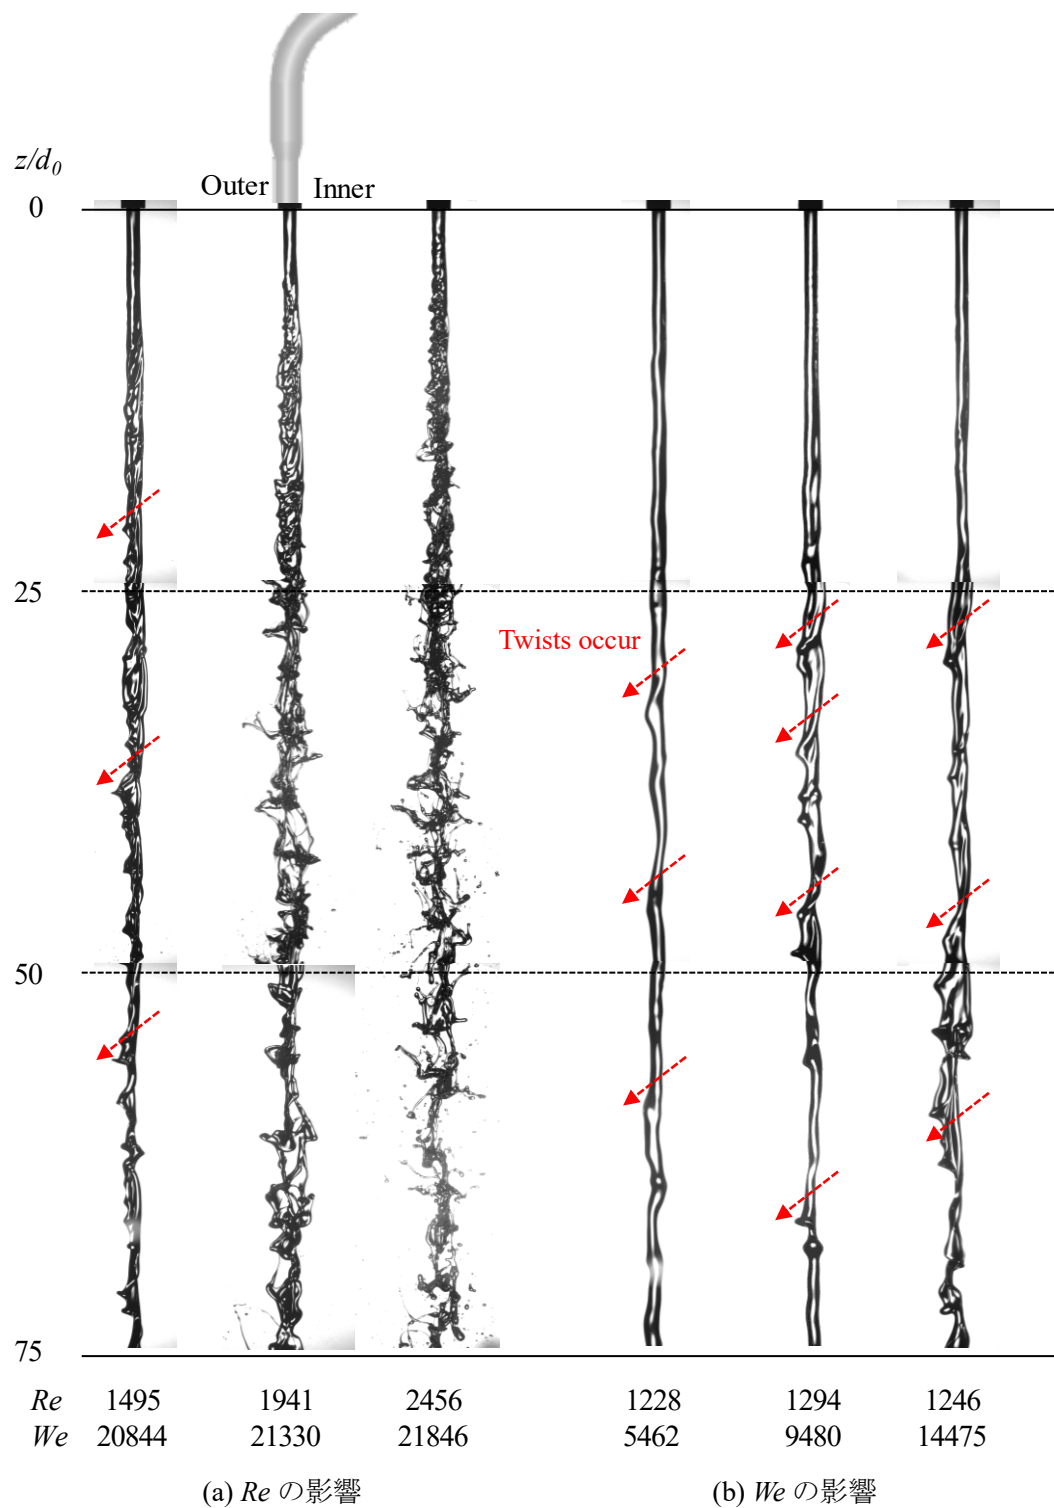 z/d0
Outer Inner
0
25
Twists occur
50
75
Re 1495 1941 2456 1228 1294 1246
We 20844 21330 21846 5462 9480 14475
(a) Re の影響 (b) We の影響